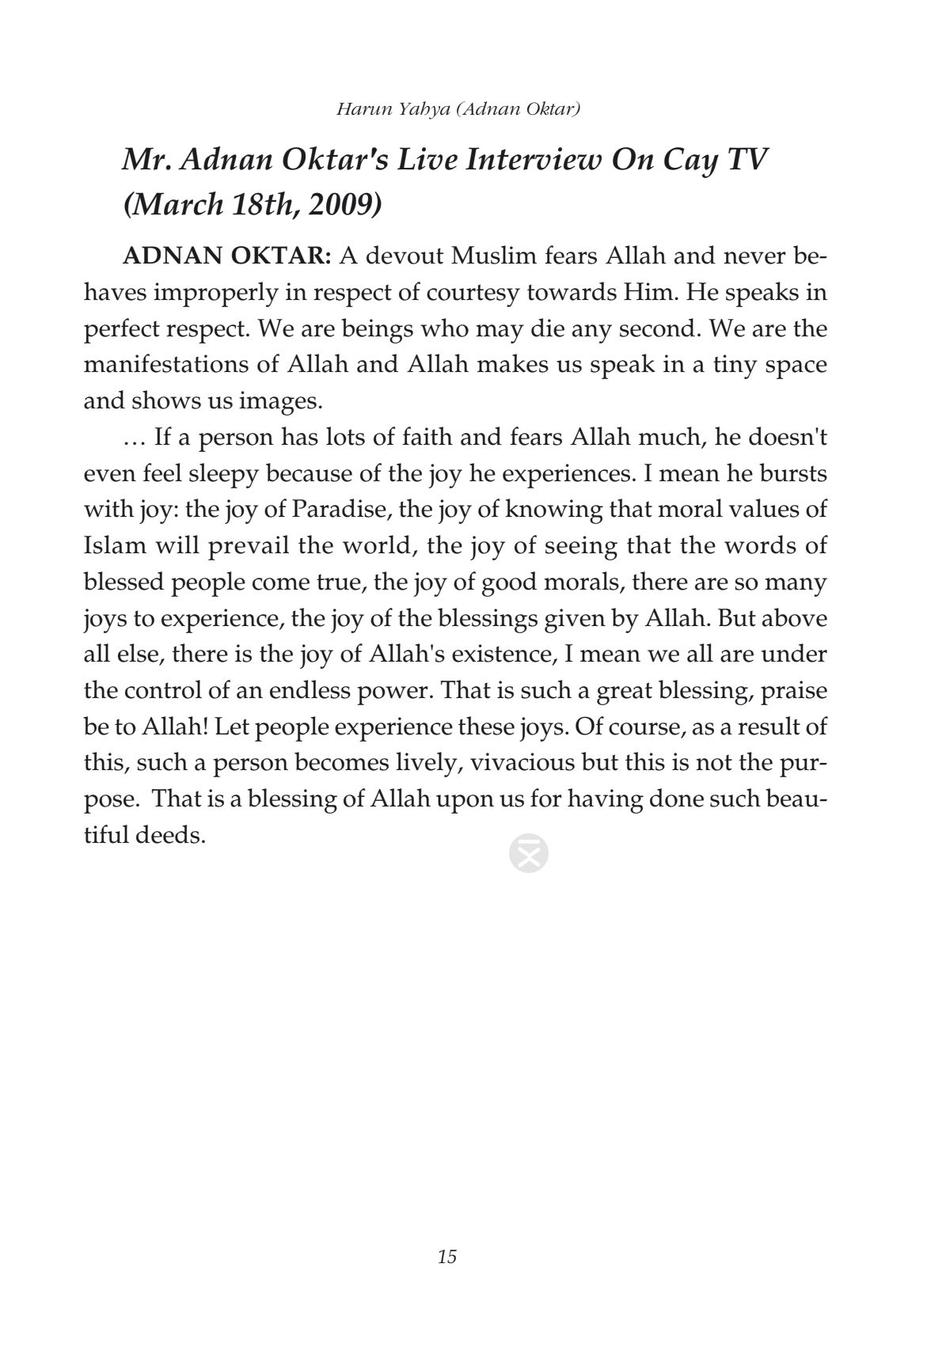 Harun Yahya (Adnan Oktar)
Mr. Adnan Oktar's Live Interview On Cay TV
(March 18th, 2009)
ADNAN OKTAR: A devout Muslim fears Allah and never be-
haves improperly in respect of courtesy towards Him. He speaks in
perfect respect. We are beings who may die any second. We are the
manifestations of Allah and Allah makes us speak in a tiny space
and shows us images.
… If a person has lots of faith and fears Allah much, he doesn't
even feel sleepy because of the joy he experiences. I mean he bursts
with joy: the joy of Paradise, the joy of knowing that moral values of
Islam will prevail the world, the joy of seeing that the words of
blessed people come true, the joy of good morals, there are so many
joys to experience, the joy of the blessings given by Allah. But above
all else, there is the joy of Allah's existence, I mean we all are under
the control of an endless power. That is such a great blessing, praise
be to Allah! Let people experience these joys. Of course, as a result of
this, such a person becomes lively, vivacious but this is not the pur-
pose.  That is a blessing of Allah upon us for having done such beau-
tiful deeds.
15